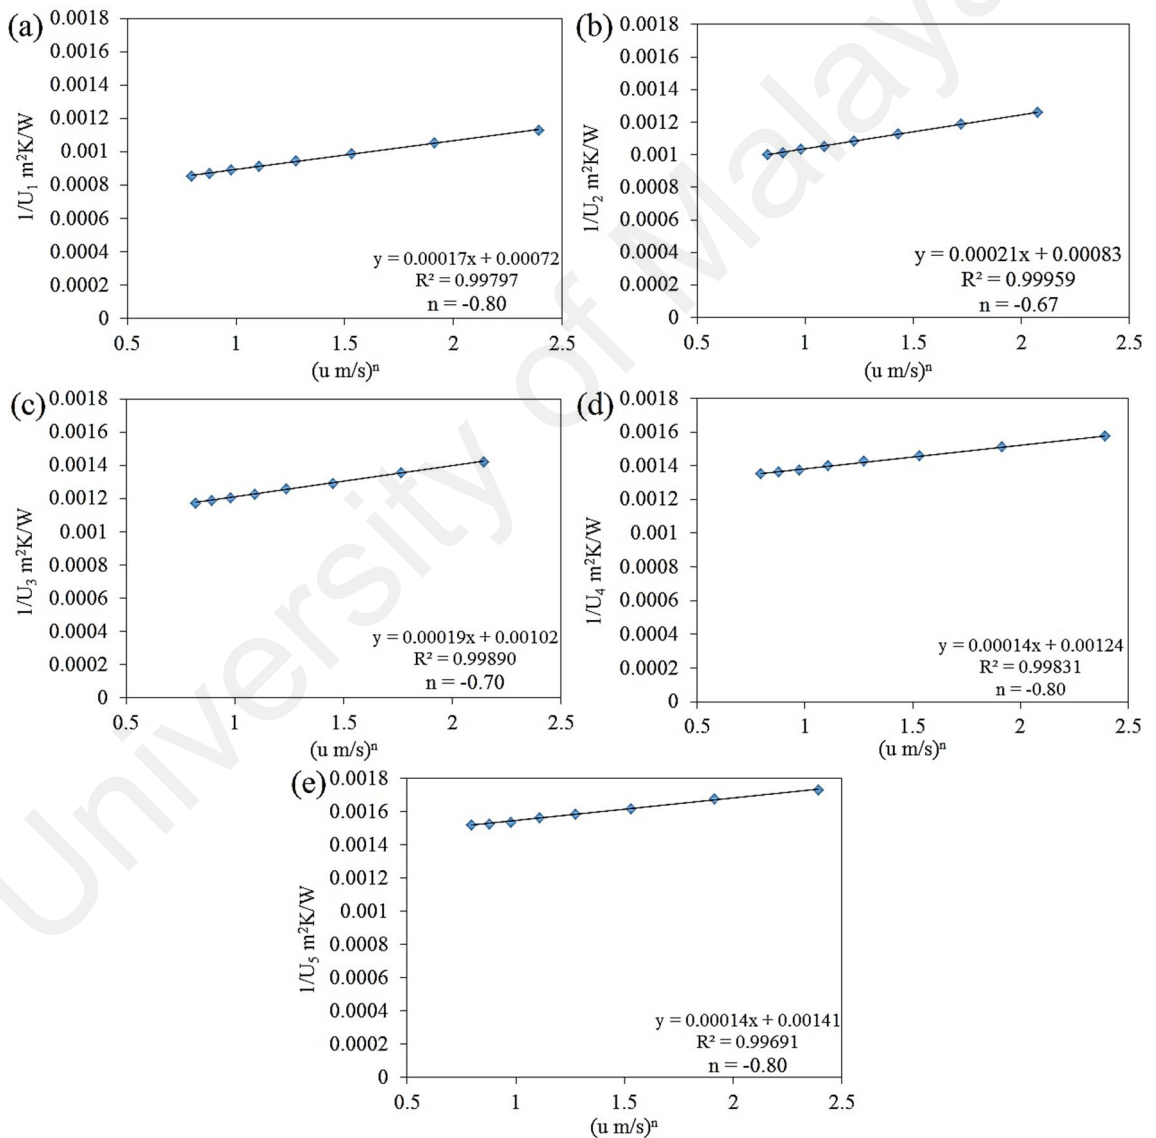 (a)
0.0018
0.0016
0.0014
0.0012
0.001
0.0008
0.0006
0.0004
0.0002
0
1/U₁ m²K/W
y = 0.00017x + 0.00072
R² = 0.99797
n = -0.80
0.5 1 1.5 2 2.5
(u m/s)ⁿ
(b)
0.0018
0.0016
0.0014
0.0012
0.001
0.0008
0.0006
0.0004
0.0002
0
1/U₂ m²K/W
y = 0.00021x + 0.00083
R² = 0.99959
n = -0.67
0.5 1 1.5 2 2.5
(u m/s)ⁿ
(c)
0.0018
0.0016
0.0014
0.0012
0.001
0.0008
0.0006
0.0004
0.0002
0
1/U₃ m²K/W
y = 0.00019x + 0.00102
R² = 0.99890
n = -0.70
0.5 1 1.5 2 2.5
(u m/s)ⁿ
(d)
0.0018
0.0016
0.0014
0.0012
0.001
0.0008
0.0006
0.0004
0.0002
0
1/U₄ m²K/W
y = 0.00014x + 0.00124
R² = 0.99831
n = -0.80
0.5 1 1.5 2 2.5
(u m/s)ⁿ
(e)
0.0018
0.0016
0.0014
0.0012
0.001
0.0008
0.0006
0.0004
0.0002
0
1/U₅ m²K/W
y = 0.00014x + 0.00141
R² = 0.99691
n = -0.80
0.5 1 1.5 2 2.5
(u m/s)ⁿ
University of Malaya